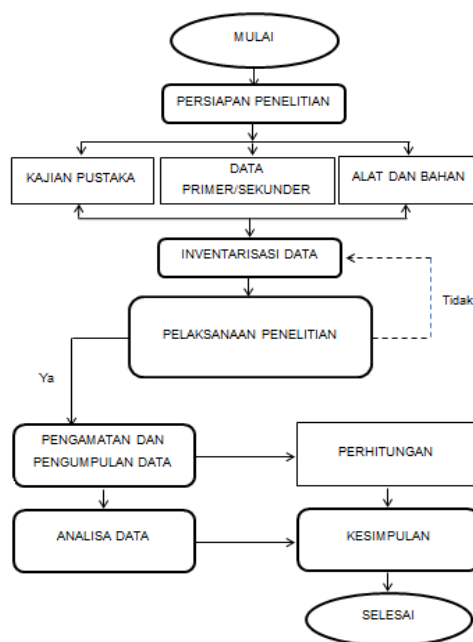 MULAI
PERSIAPAN PENELITIAN
KAJIAN PUSTAKA
DATA
PRIMER/SEKUNDER
ALAT DAN BAHAN
INVENTARISASI DATA
Tidak
PELAKSANAAN PENELITIAN
Ya
PENGAMATAN DAN
PENGUMPULAN DATA
PERHITUNGAN
ANALISA DATA
KESIMPULAN
SELESAI